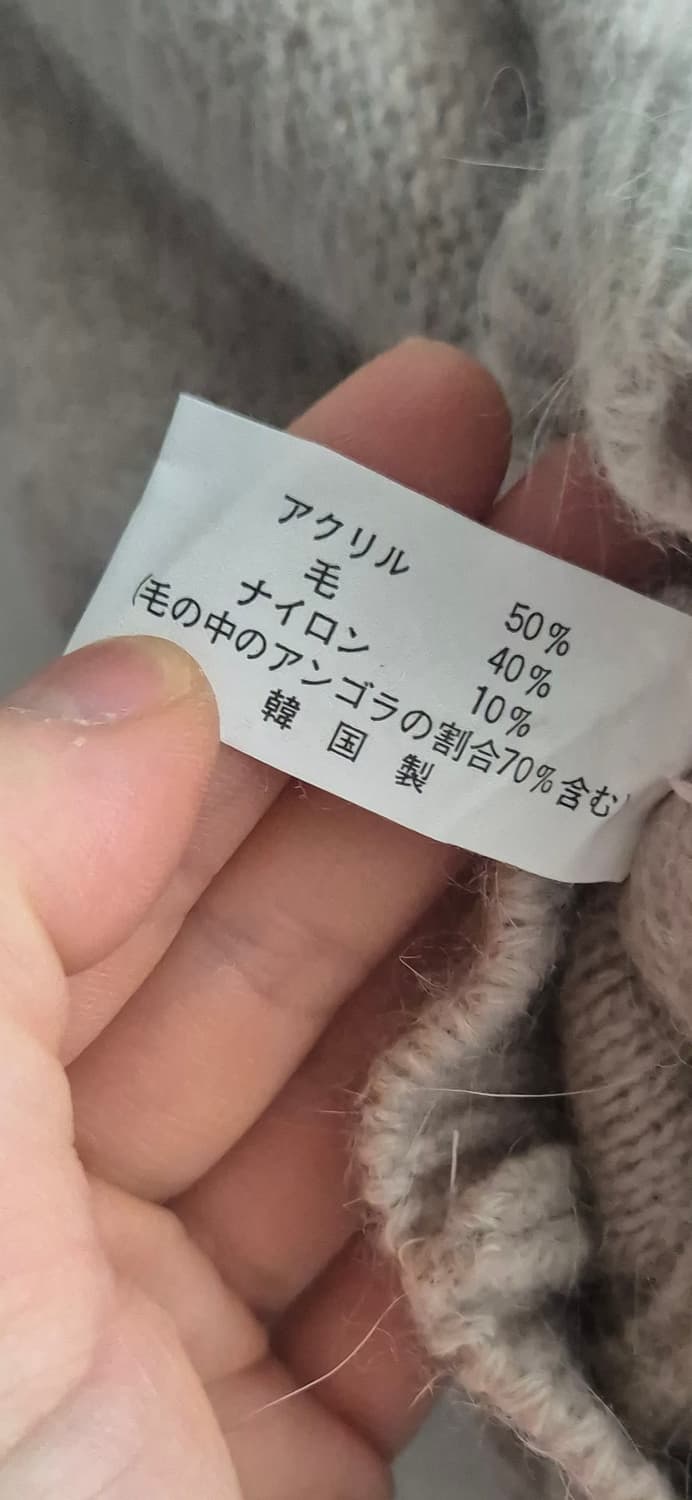 アクリル 50%
毛 40%
ナイロン 10%
(毛の中のアンゴラの割合70%含む)
韓国製